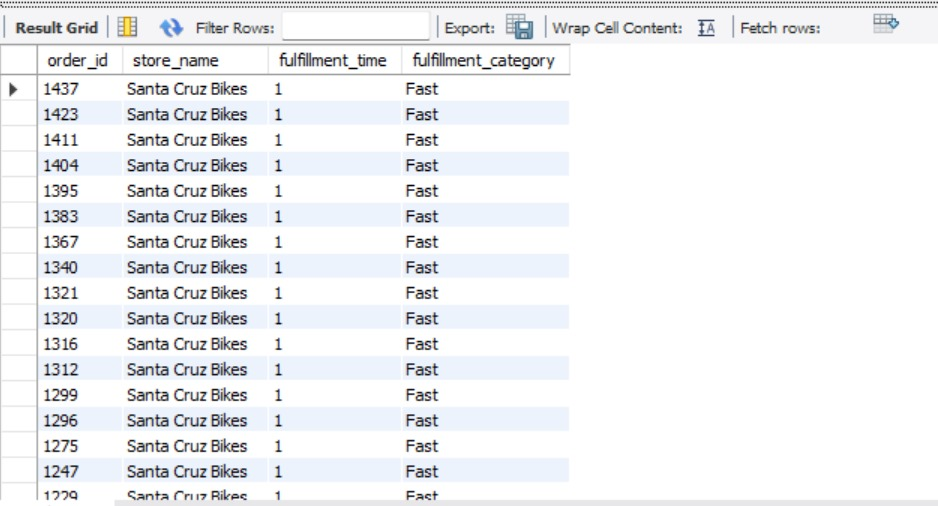 Result Grid Filter Rows: Export: Wrap Cell Content: Fetch rows:
order_id store_name fulfillment_time fulfillment_category
1437 Santa Cruz Bikes 1 Fast
1423 Santa Cruz Bikes 1 Fast
1411 Santa Cruz Bikes 1 Fast
1404 Santa Cruz Bikes 1 Fast
1395 Santa Cruz Bikes 1 Fast
1383 Santa Cruz Bikes 1 Fast
1367 Santa Cruz Bikes 1 Fast
1340 Santa Cruz Bikes 1 Fast
1321 Santa Cruz Bikes 1 Fast
1320 Santa Cruz Bikes 1 Fast
1316 Santa Cruz Bikes 1 Fast
1312 Santa Cruz Bikes 1 Fast
1299 Santa Cruz Bikes 1 Fast
1296 Santa Cruz Bikes 1 Fast
1275 Santa Cruz Bikes 1 Fast
1247 Santa Cruz Bikes 1 Fast
1229 Santa Cruz Bikes 1 Fast